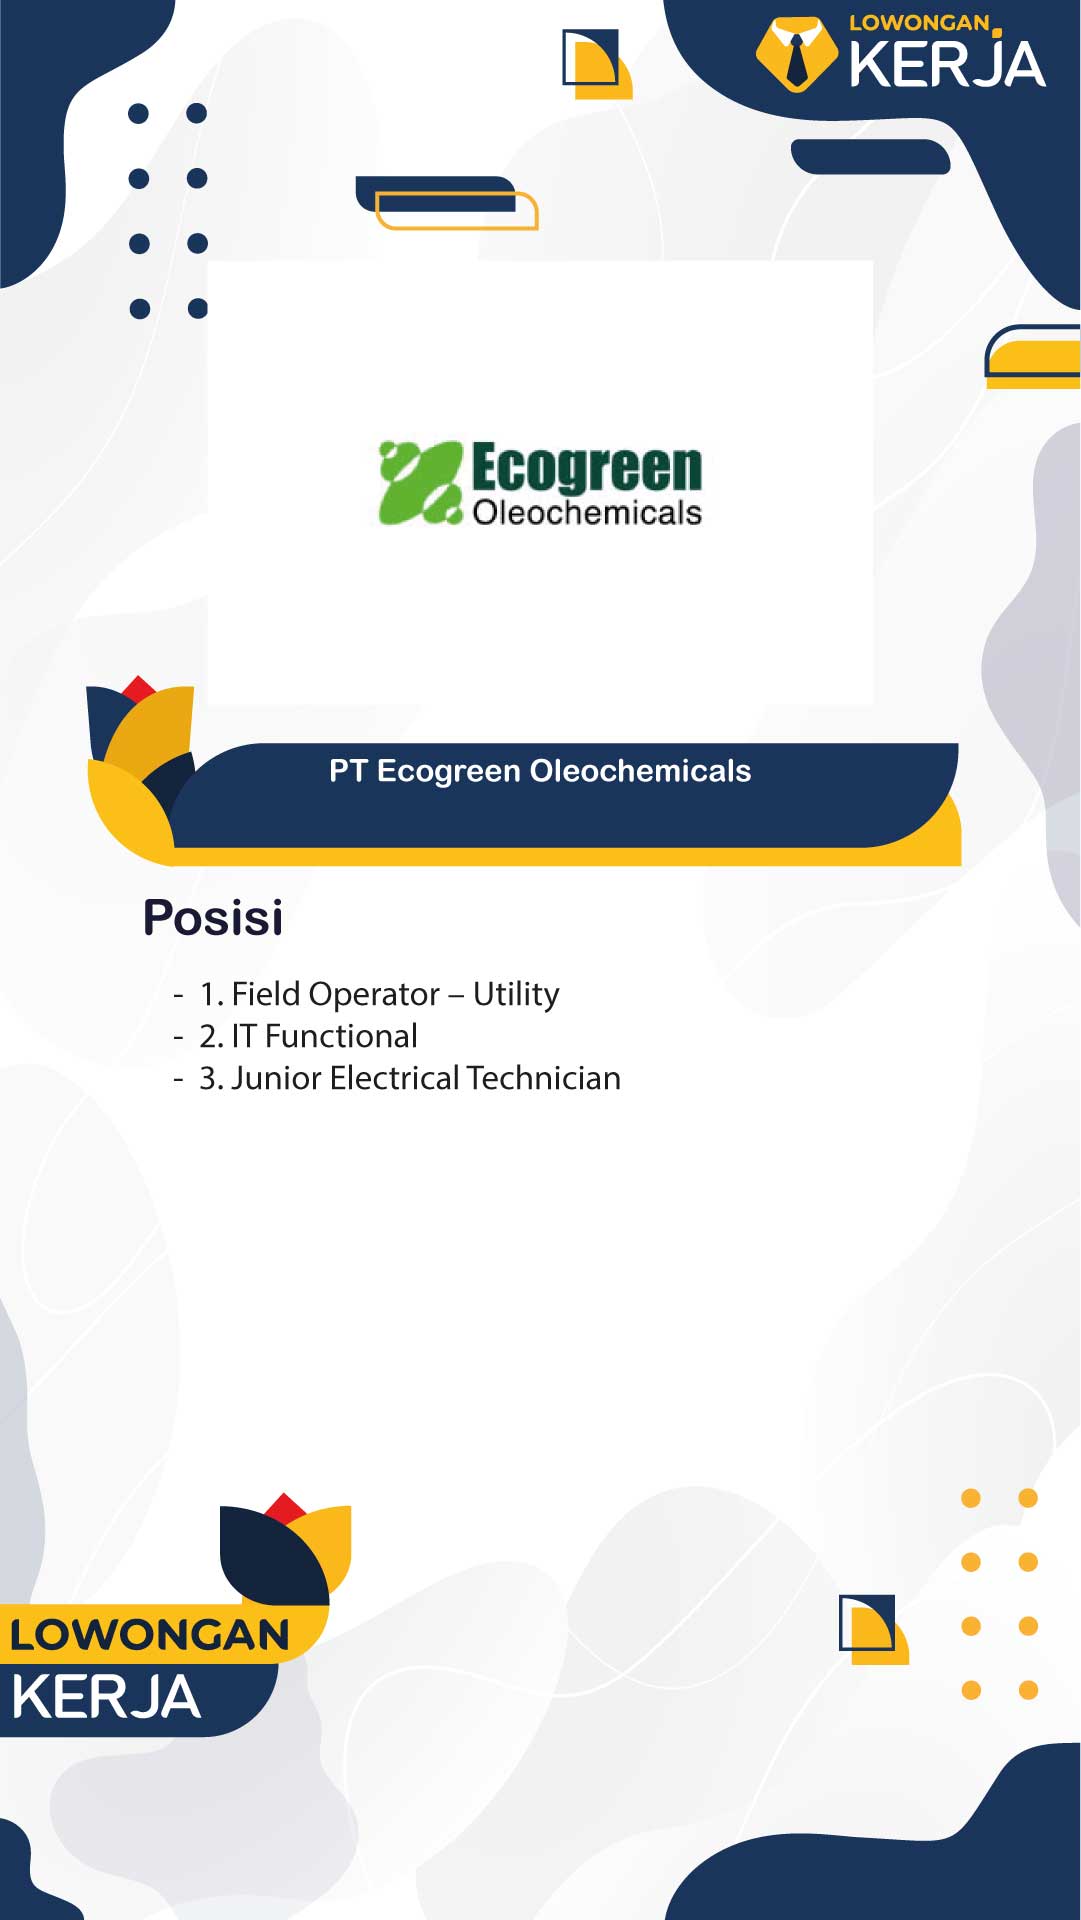 LOWONGAN
KERJA
Ecogreen
Oleochemicals
PT Ecogreen Oleochemicals
Posisi
- 1. Field Operator – Utility
- 2. IT Functional
- 3. Junior Electrical Technician
LOWONGAN
KERJA